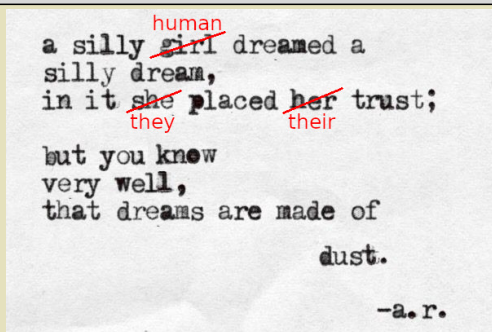 human
a silly girl dreamed a
silly dream,
in it she placed her trust;
they their
but you know
very well,
that dreams are made of
dust.
-a.r.